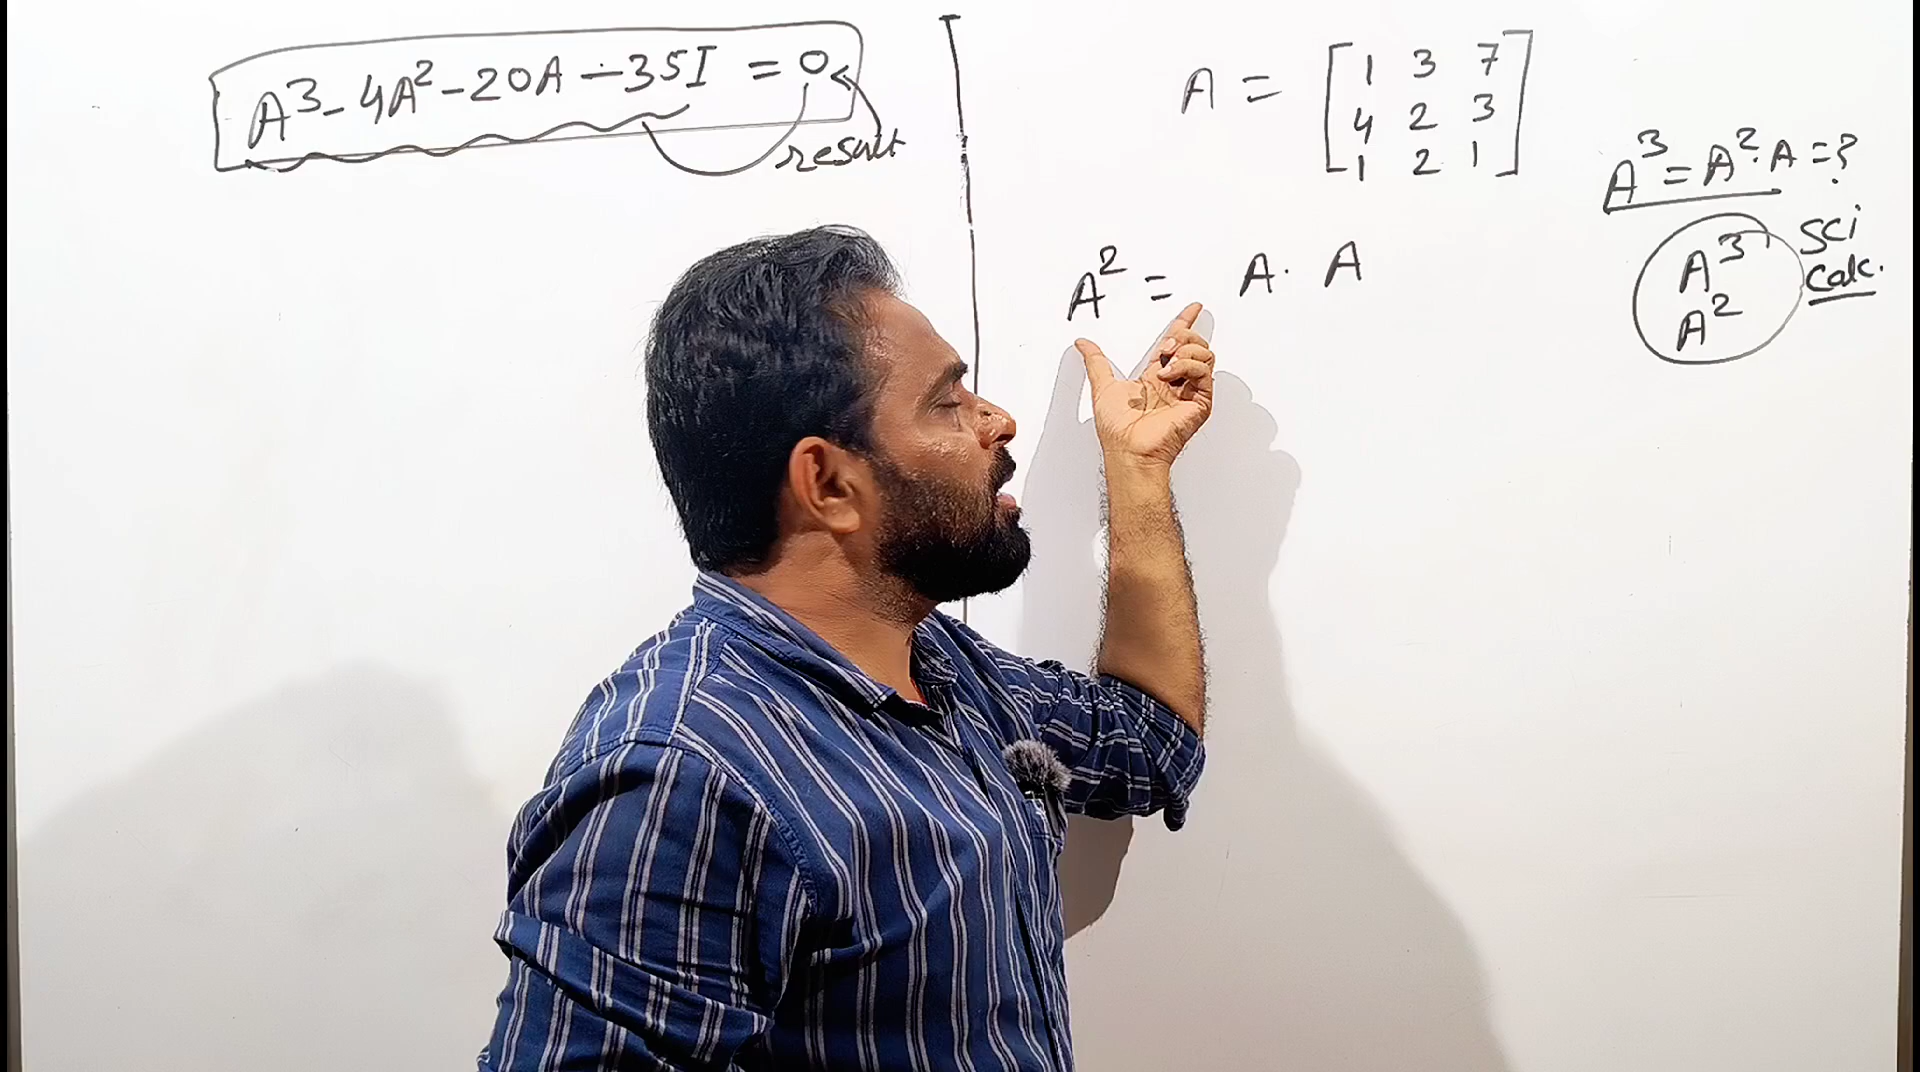 A³ - 4A² - 20A - 35I = 0
result
A = [1 3 7
4 2 3
1 2 1]
A³ = A². A = ?
A³ Sci
A² Calc.
A² = A. A